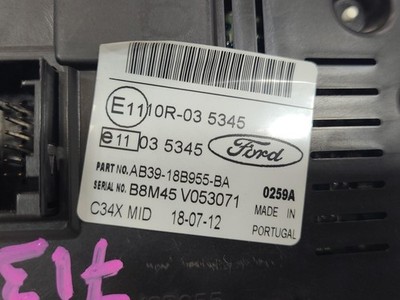 E11 10R-03 5345
e11 03 5345 Ford
PART NO. AB39-18B955-BA
SERIAL NO. B8M45 V053071 0259A
C34X MID 18-07-12 MADE IN PORTUGAL
713